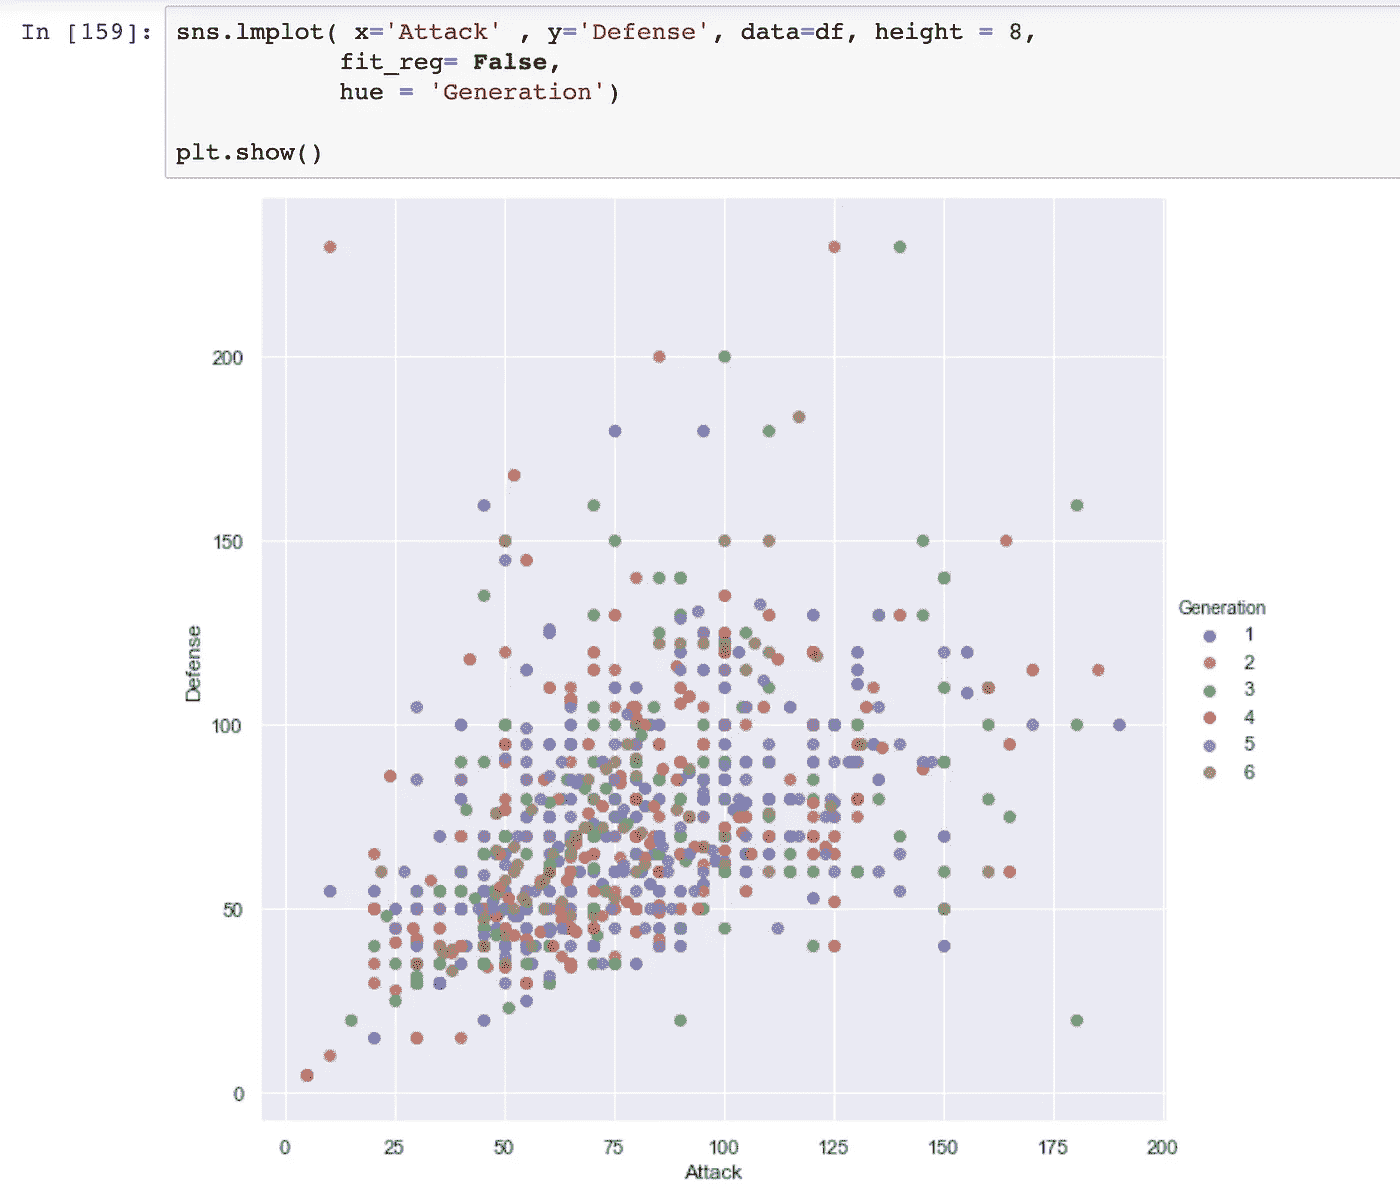 In [159]: sns.lmplot( x='Attack' , y='Defense', data=df, height = 8,
fit_reg= False,
hue = 'Generation')
plt.show()
200
150
100
50
0
Defense
0 25 50 75 100 125 150 175 200
Attack
Generation
1
2
3
4
5
6